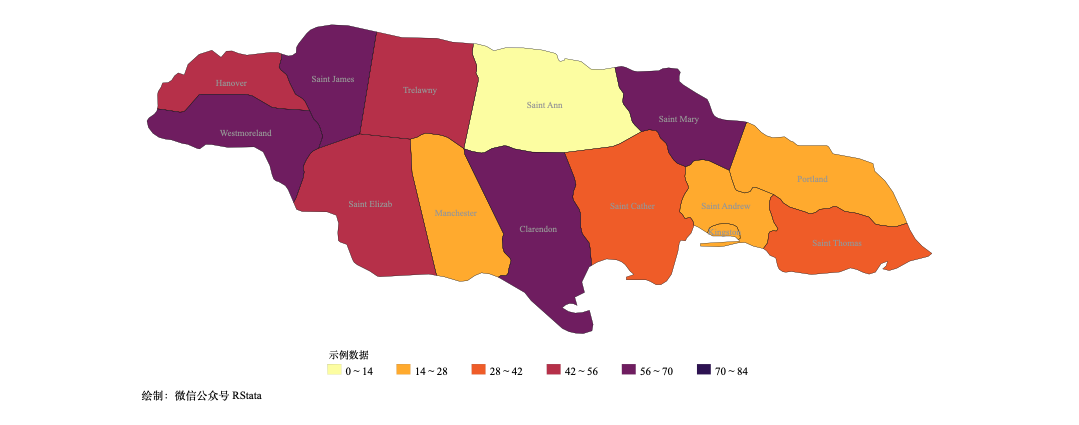 Saint James
Hanover
Trelawny
Saint Ann
Saint Mary
Westmoreland
Portland
Saint Elizab
Manchester
Saint Andrew
Saint Cather
Clarendon
Kingston
Saint Thomas
示例数据
0 ~ 14 14 ~ 28 28 ~ 42 42 ~ 56 56 ~ 70 70 ~ 84
绘制：微信公众号 RStata